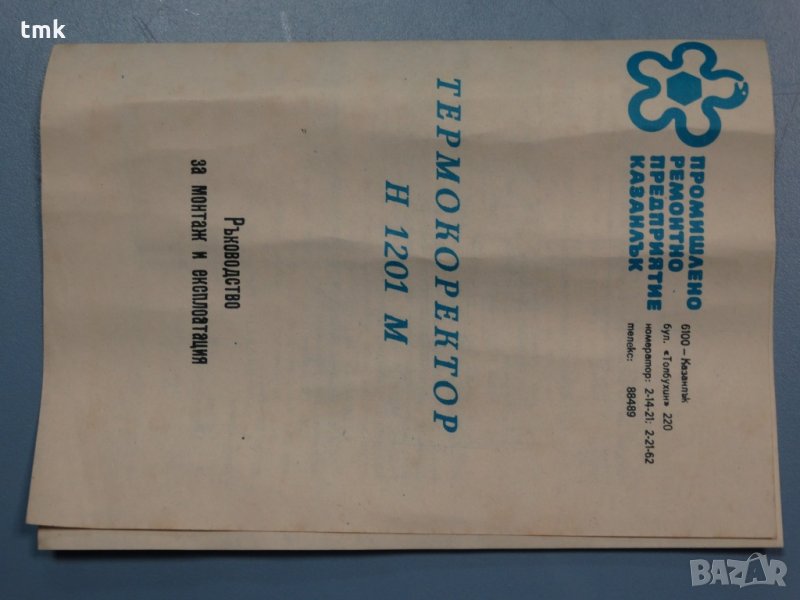 ПРОМИШЛЕНО
РЕМОНТНО
ПРЕДПРИЯТИЕ
КАЗАНЛЪК
6100 – Казанлък
бул. «Толбухин» 220
номератор: 2-14-21; 2-21-62
телекс: 88489
ТЕРМОКОРЕКТОР
Н 1201 М
Ръководство
за монтаж и експлоатация
tmk
BAZAR